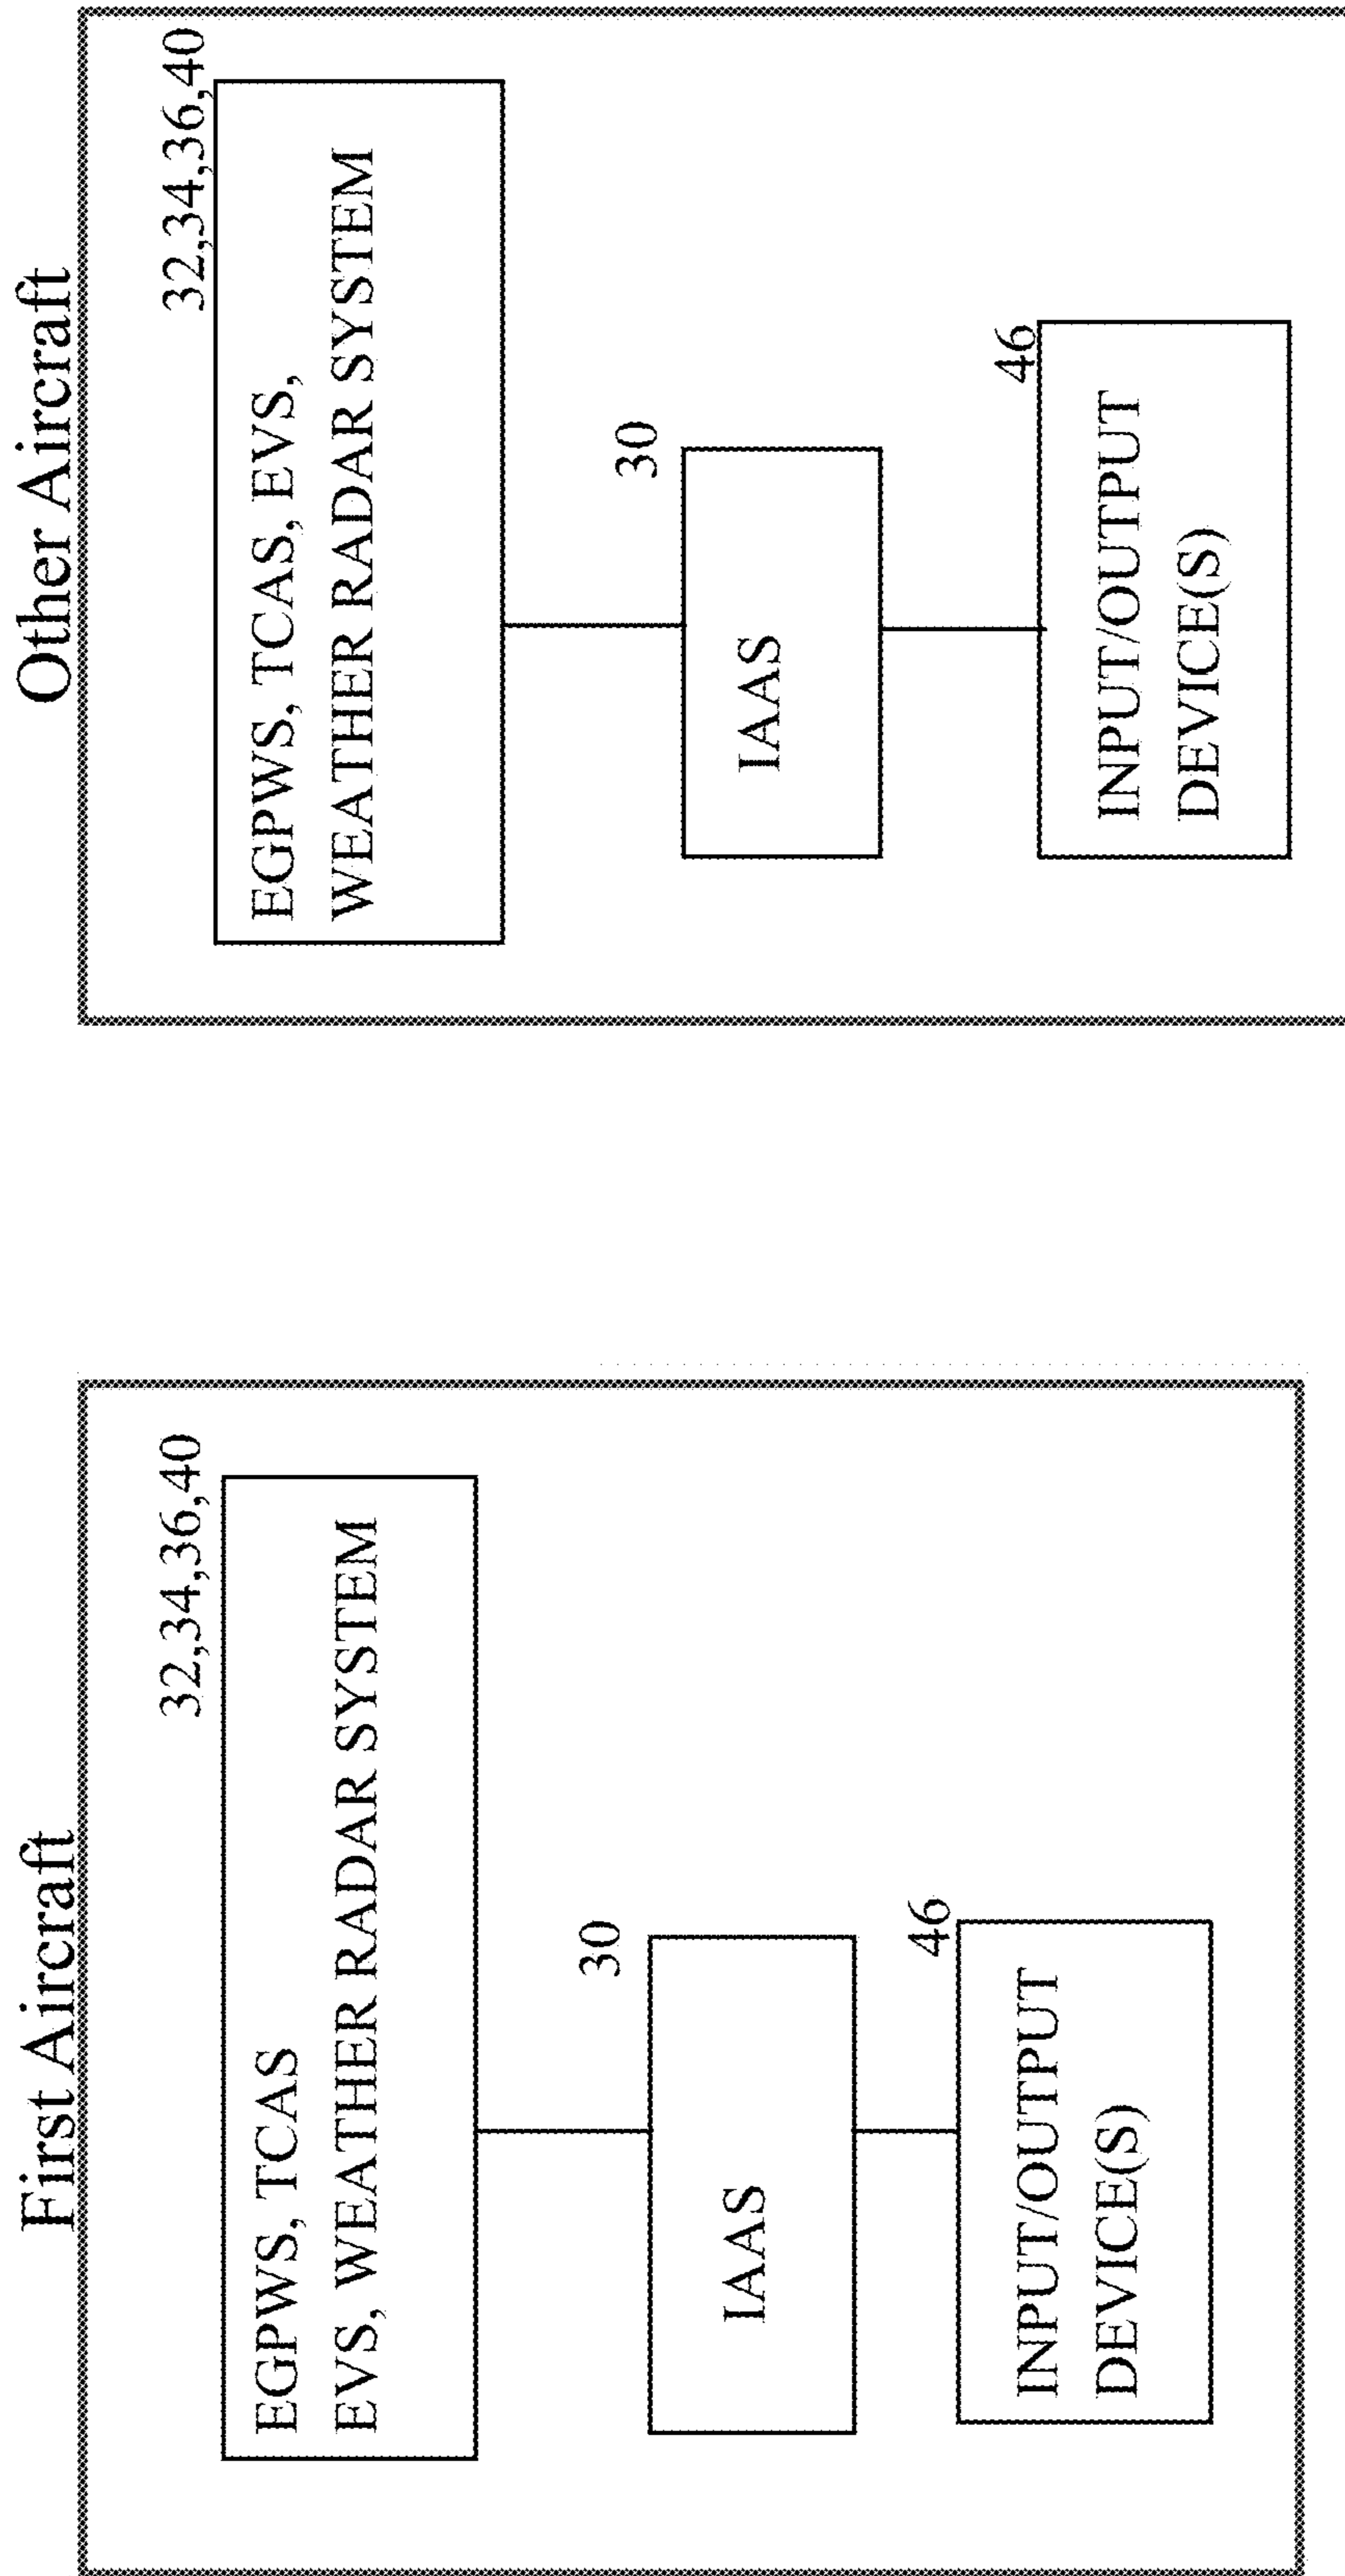 First Aircraft
32,34,36,40
EGPWS, TCAS
EVS, WEATHER RADAR SYSTEM
30
IAAS
46
INPUT/OUTPUT
DEVICE(S)
Other Aircraft
32,34,36,40
EGPWS, TCAS, EVS,
WEATHER RADAR SYSTEM
30
IAAS
46
INPUT/OUTPUT
DEVICE(S)